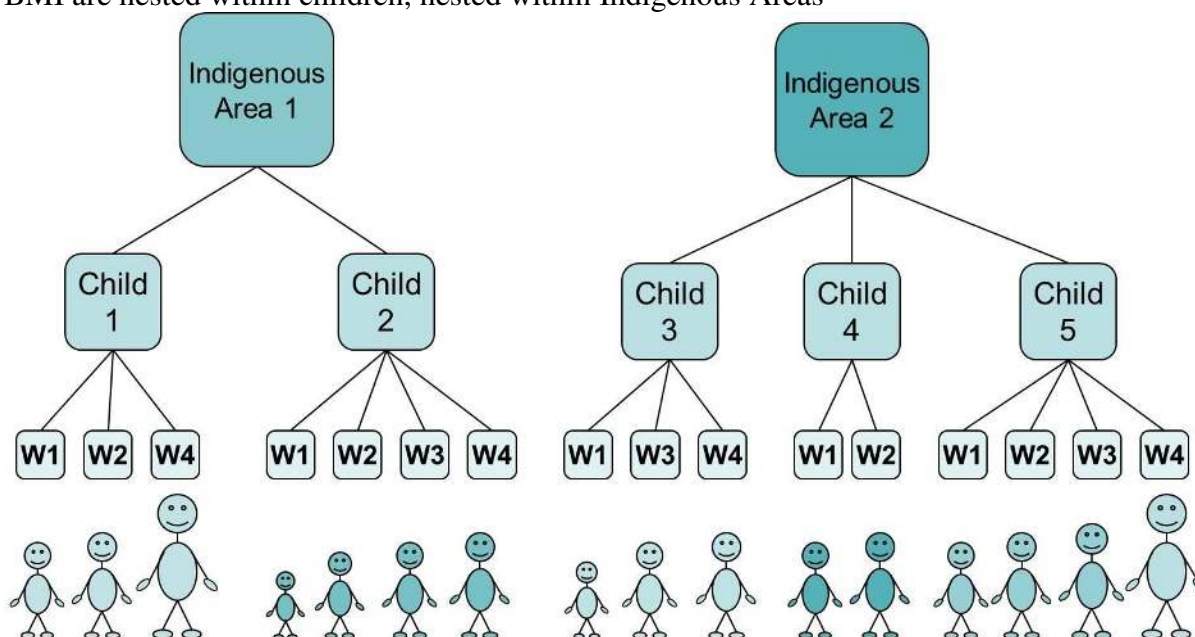 BMI are nested within children, nested within Indigenous Areas
Indigenous
Area 1
Indigenous
Area 2
Child
1
Child
2
Child
3
Child
4
Child
5
W1 W2 W4 W1 W2 W3 W4 W1 W3 W4 W1 W2 W1 W2 W3 W4